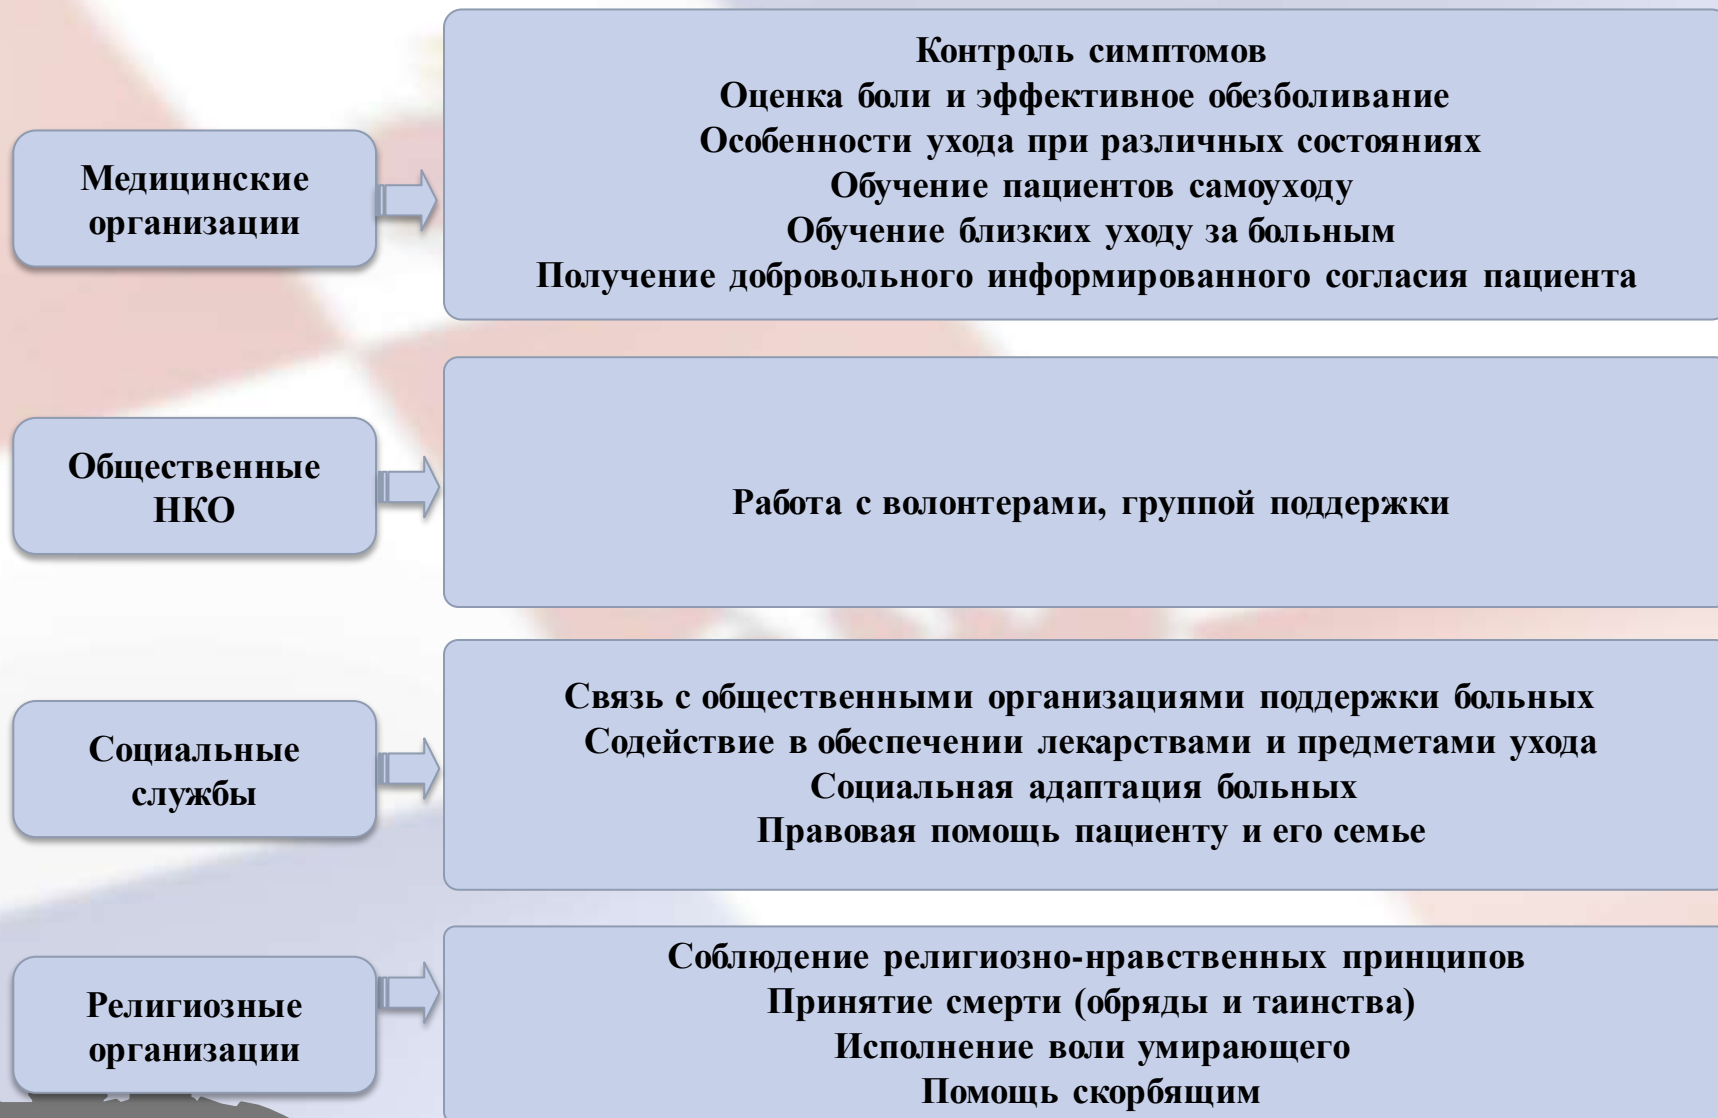 Медицинские
организации
Контроль симптомов
Оценка боли и эффективное обезболивание
Особенности ухода при различных состояниях
Обучение пациентов самоуходу
Обучение близких уходу за больным
Получение добровольного информированного согласия пациента
Общественные
НКО
Работа с волонтерами, группой поддержки
Социальные
службы
Связь с общественными организациями поддержки больных
Содействие в обеспечении лекарствами и предметами ухода
Социальная адаптация больных
Правовая помощь пациенту и его семье
Религиозные
организации
Соблюдение религиозно-нравственных принципов
Принятие смерти (обряды и таинства)
Исполнение воли умирающего
Помощь скорбящим